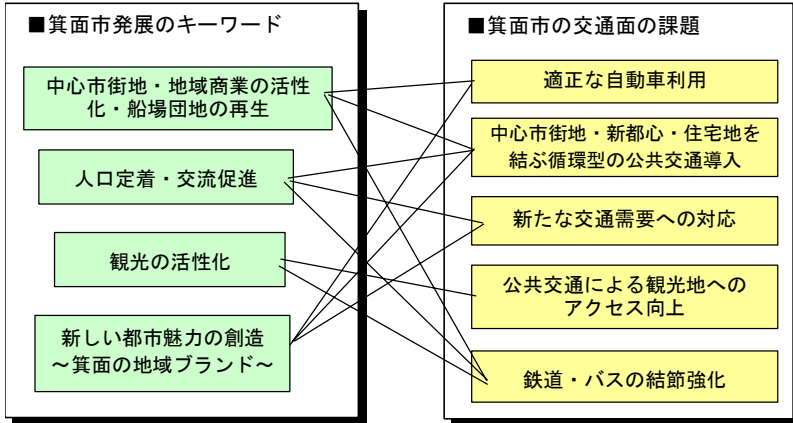 ■箕面市発展のキーワード
中心市街地・地域商業の活性
化・船場団地の再生
人口定着・交流促進
観光の活性化
新しい都市魅力の創造
～箕面の地域ブランド～
■箕面市の交通面の課題
適正な自動車利用
中心市街地・新都心・住宅地を
結ぶ循環型の公共交通導入
新たな交通需要への対応
公共交通による観光地への
アクセス向上
鉄道・バスの結節強化